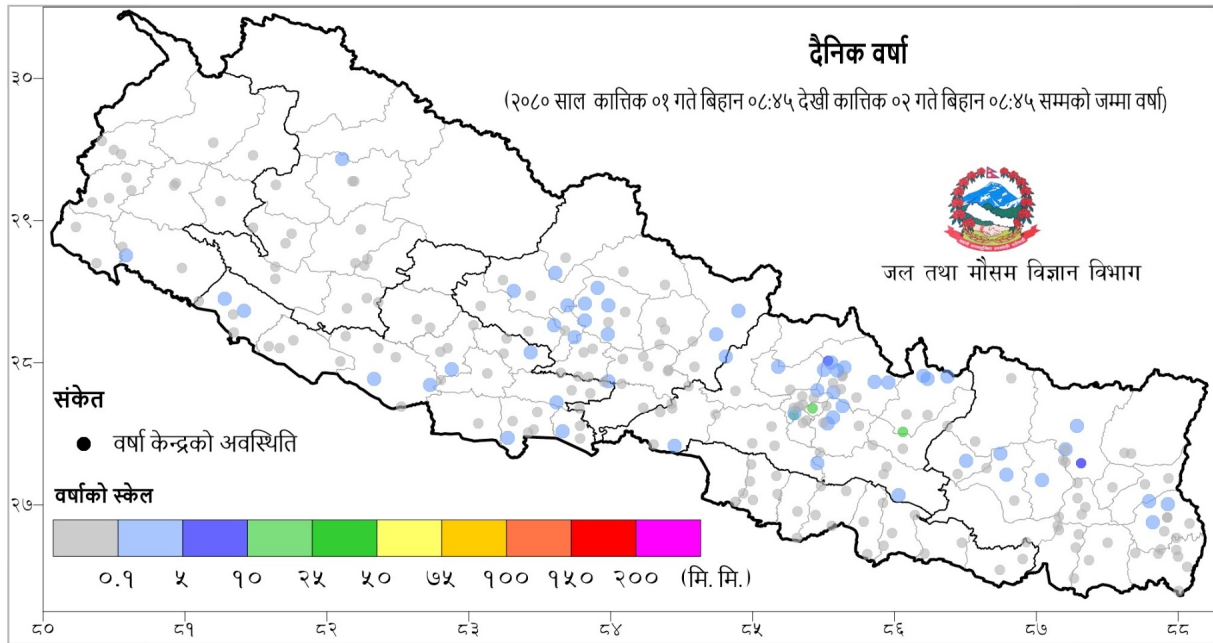 दैनिक वर्षा
(२०८० साल कात्तिक ०१ गते बिहान ०८:४५ देखी कात्तिक ०२ गते बिहान ०८:४५ सम्मको जम्मा वर्षा)
जल तथा मौसम विज्ञान विभाग
३०
२९
२८
२७
संकेत
वर्षा केन्द्रको अवस्थिति
वर्षाको स्केल
०.१ ५ १० २५ ५० ७५ १०० १५० २०० (मि. मि.)
८० ८१ ८२ ८३ ८४ ८५ ८६ ८७ ८८